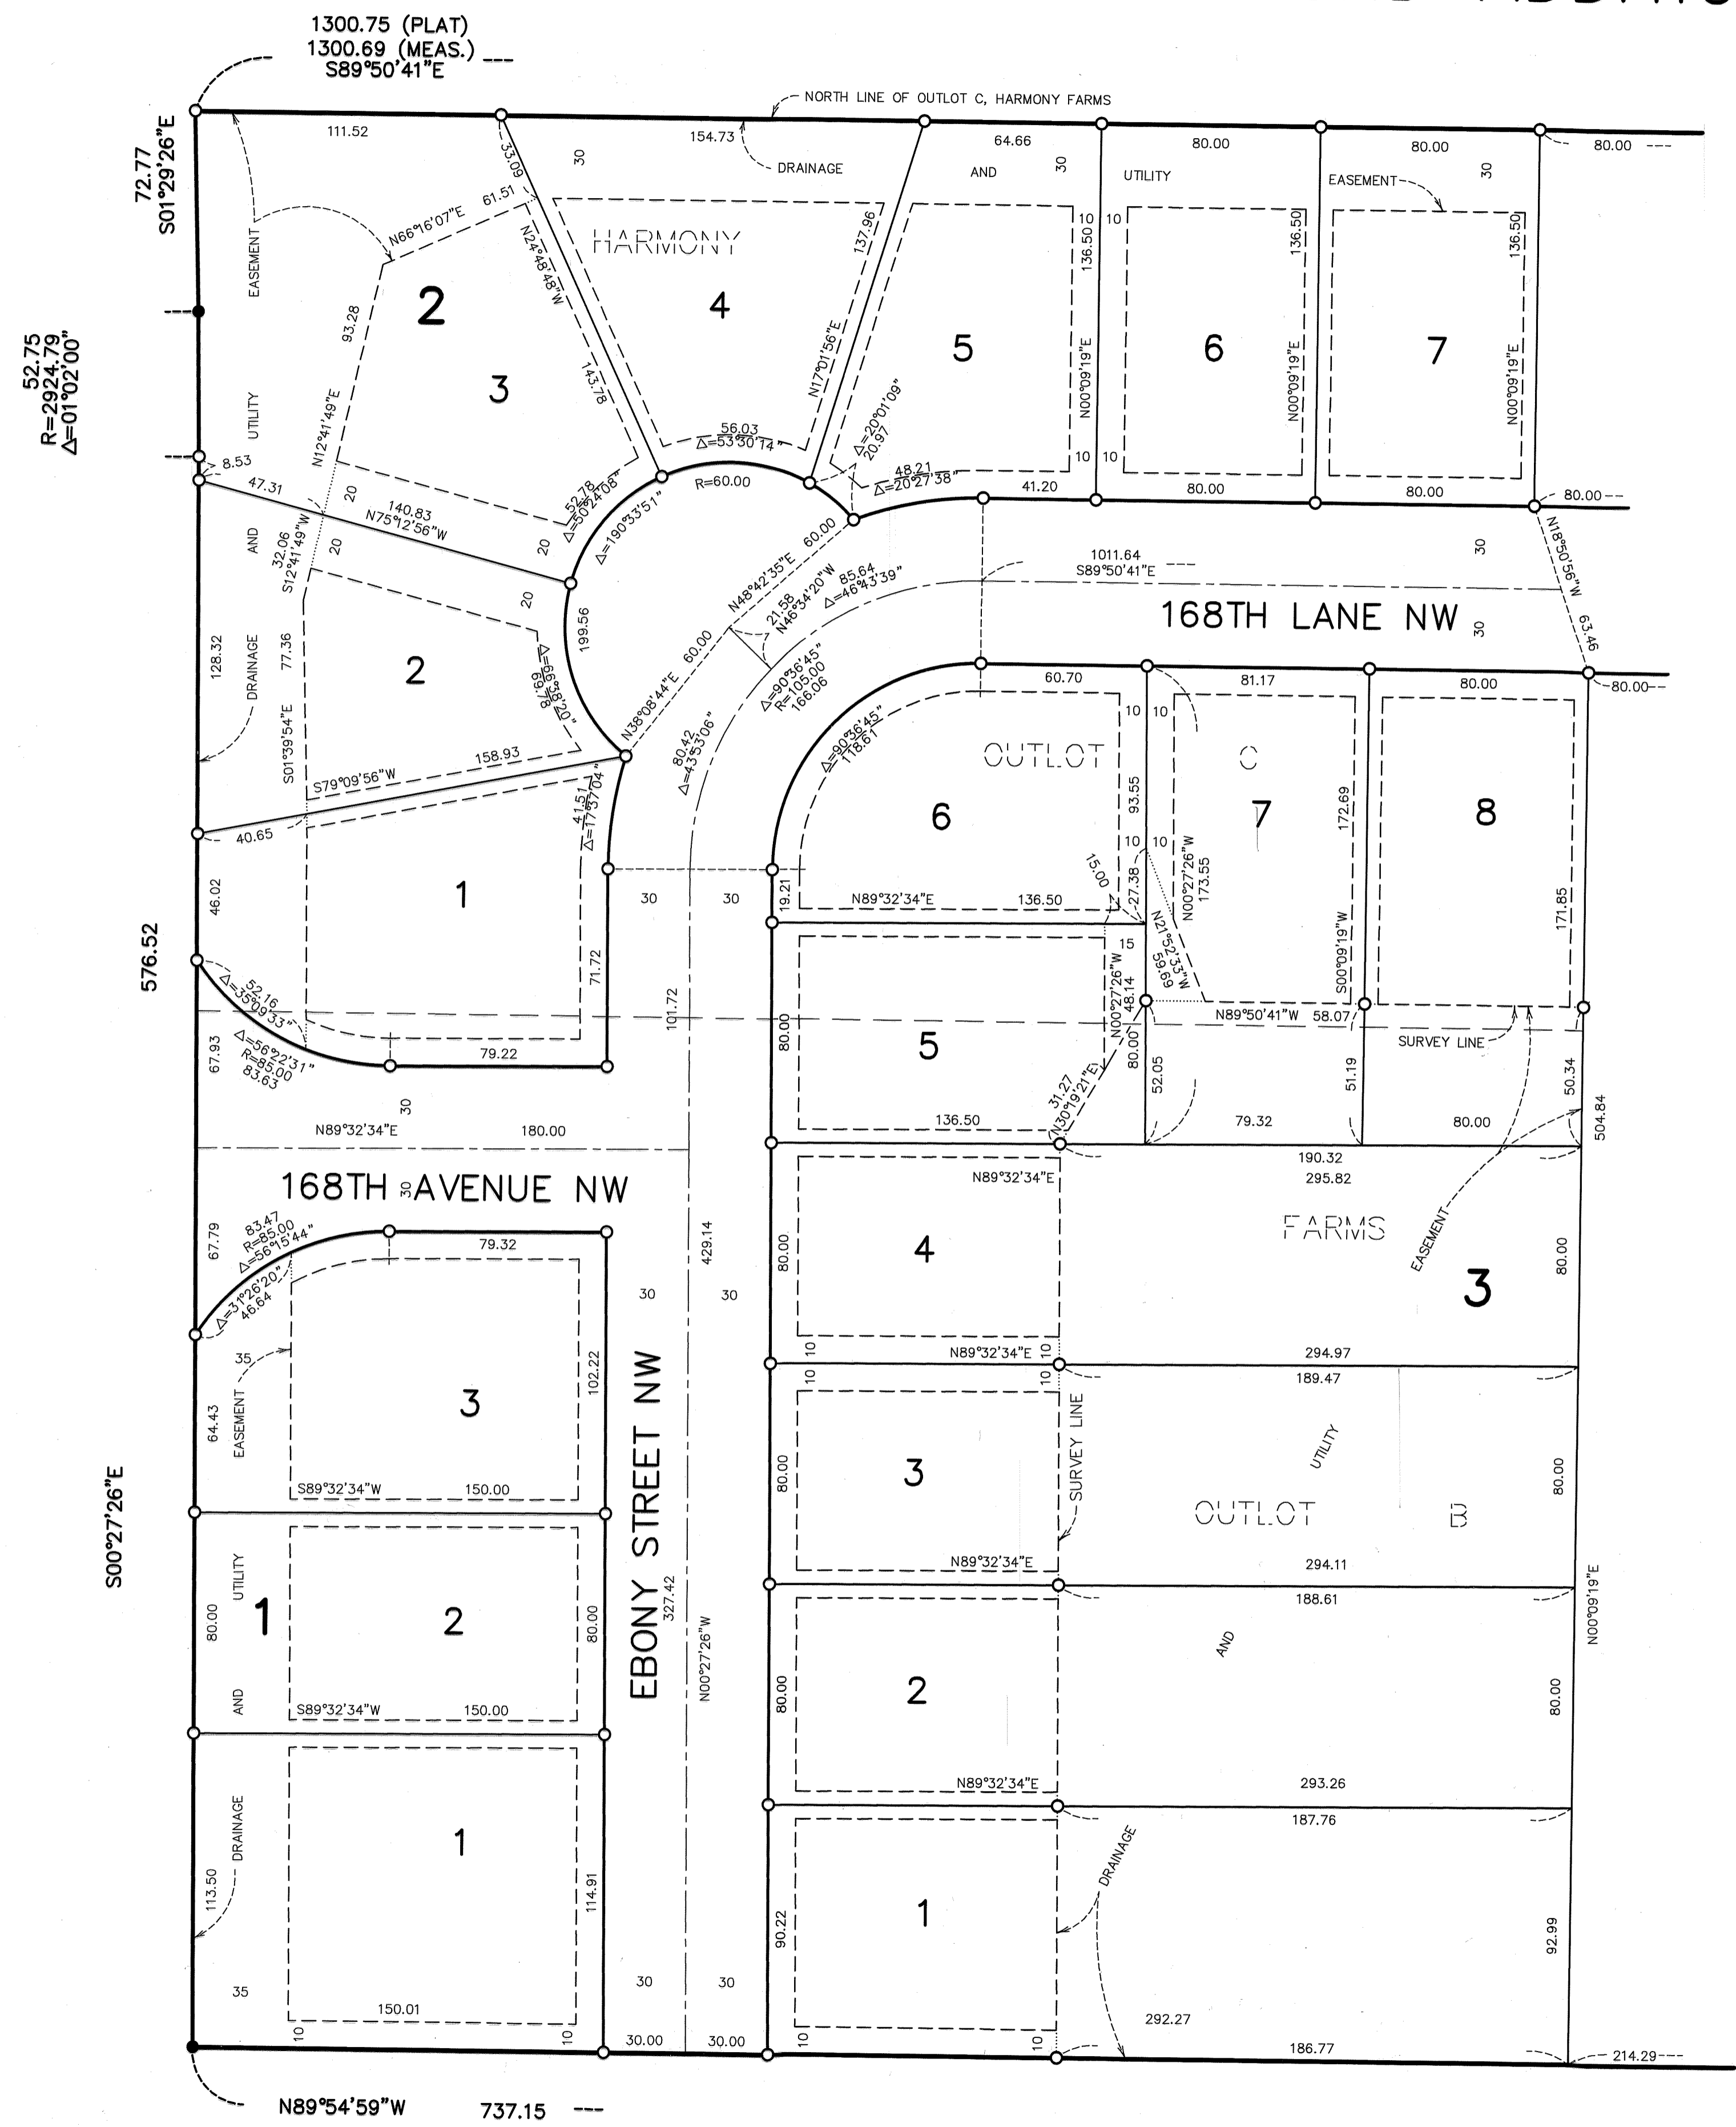 1300.75 (PLAT)
1300.69 (MEAS.)
S89°50'41"E
NORTH LINE OF OUTLOT C, HARMONY FARMS
111.52
154.73
64.66
80.00
80.00
80.00
72.77
S01°29'26"E
33.09
30
DRAINAGE
AND
30
UTILITY
EASEMENT
30
EASEMENT
N66°16'07"E
61.51
HARMONY
137.96
10
10
136.50
136.50
136.50
N24°48'48"W
2
4
5
6
7
93.28
3
143.78
N17°01'56"E
N00°09'19"E
N00°09'19"E
N00°09'19"E
52.75
R=2924.79
Δ=01°02'00"
UTILITY
N12°41'49"E
56.03
Δ=53°30'14"
Δ=20°01'09"
20.97
10
10
8.53
47.31
20
140.83
N75°12'56"W
52.78
Δ=50°24'08"
R=60.00
48.21
Δ=20°27'38"
41.20
80.00
80.00
80.00
AND
32.06
S12°41'49"W
20
20
20
Δ=190°33'51"
60.00
N48°42'35"E
21.58
N46°34'20"W
85.64
Δ=46°43'39"
1011.64
S89°50'41"E
30
N18°50'56"W
63.46
168TH LANE NW
30
128.32
DRAINAGE
77.36
2
199.56
60.00
N38°08'44"E
Δ=66°38'20"
69.78
Δ=90°36'45"
R=105.00
166.06
60.70
81.17
80.00
80.00
S01°39'54"E
158.93
S79°09'56"W
80.42
Δ=43°53'06"
Δ=90°36'45"
118.61
10
10
OUTLOT
C
40.65
41.51
Δ=17°37'04"
6
93.55
7
172.69
8
46.02
1
30
30
19.21
N89°32'34"E
136.50
10
10
15.00
27.38
N00°27'26"W
173.55
171.85
576.52
71.72
15
N21°52'33"W
59.69
S00°09'19"W
52.16
Δ=35°09'33"
101.72
80.00
5
N00°27'26"W
48.14
N89°50'41"W
58.07
SURVEY LINE
67.93
Δ=56°22'31"
R=85.00
83.63
79.22
80.00
52.05
51.19
50.34
504.84
30
31.27
N30°19'21"E
N89°32'34"E
180.00
136.50
79.32
80.00
168TH AVENUE NW
30
N89°32'34"E
190.32
295.82
67.79
83.47
R=85.00
Δ=56°15'44"
79.32
429.14
80.00
4
FARMS
EASEMENT
3
80.00
Δ=31°26'20"
46.64
30
30
35
10
10
N89°32'34"E
294.97
10
10
189.47
EASEMENT
64.43
3
102.22
EBONY STREET NW
80.00
3
SURVEY LINE
UTILITY
80.00
S89°32'34"W
150.00
OUTLOT
B
S00°27'26"E
N89°32'34"E
294.11
188.61
80.00
UTILITY
1
2
80.00
327.42
N00°27'26"W
80.00
2
AND
80.00
N00°09'19"E
AND
S89°32'34"W
150.00
N89°32'34"E
293.26
187.76
113.50
DRAINAGE
1
114.91
90.22
1
DRAINAGE
92.99
35
150.01
30
30
292.27
10
10
30.00
30.00
10
10
186.77
214.29
N89°54'59"W
737.15